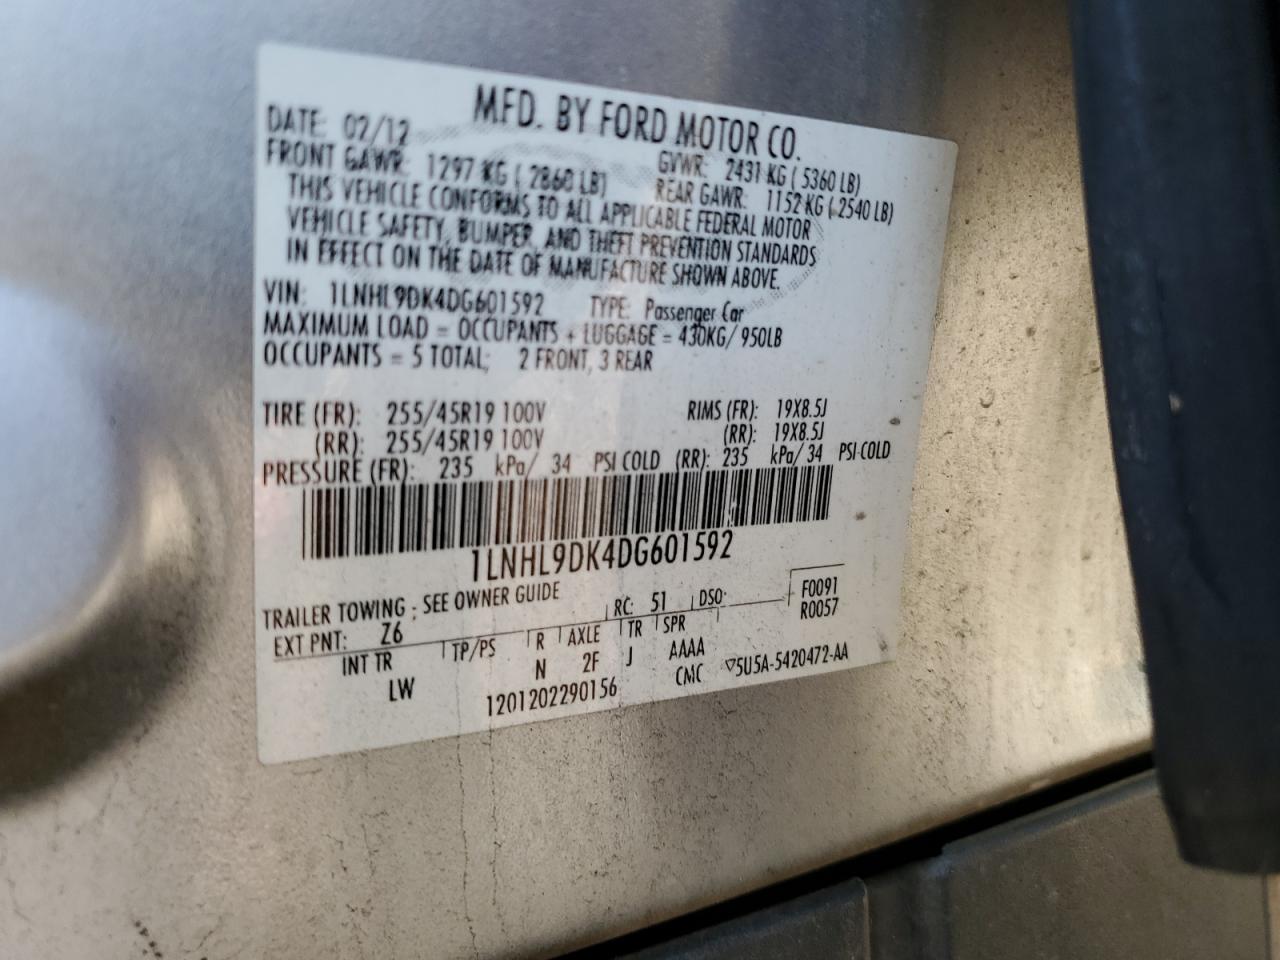 MFD. BY FORD MOTOR CO.
DATE: 02/12
GVWR: 2431 KG ( 5360 LB)
FRONT GAWR: 1297 KG ( 2860 LB)
REAR GAWR: 1152 KG ( 2540 LB)
THIS VEHICLE CONFORMS TO ALL APPLICABLE FEDERAL MOTOR
VEHICLE SAFETY, BUMPER, AND THEFT PREVENTION STANDARDS
IN EFFECT ON THE DATE OF MANUFACTURE SHOWN ABOVE.
VIN: 1LNHL9DK4DG601592 TYPE: Passenger Car
MAXIMUM LOAD = OCCUPANTS + LUGGAGE = 430KG/ 950LB
OCCUPANTS = 5 TOTAL; 2 FRONT, 3 REAR
TIRE (FR): 255/45R19 100V RIMS (FR): 19X8.5J
(RR): 255/45R19 100V (RR): 19X8.5J
PRESSURE (FR): 235 kPa/ 34 PSI COLD (RR): 235 kPa/ 34 PSI COLD
1LNHL9DK4DG601592
TRAILER TOWING : SEE OWNER GUIDE
EXT PNT: Z6 RC: 51 DSO: F0091
R0057
INT TR TP/PS R AXLE TR SPR
LW N 2F J AAAA
CMC
1201202290156
▽5U5A-5420472-AA